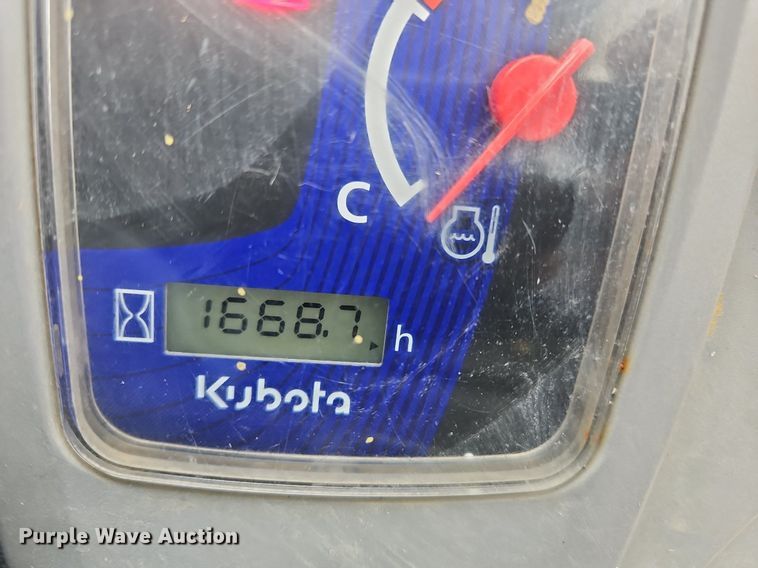 C
1668.7 h
Kubota
Purple Wave Auction